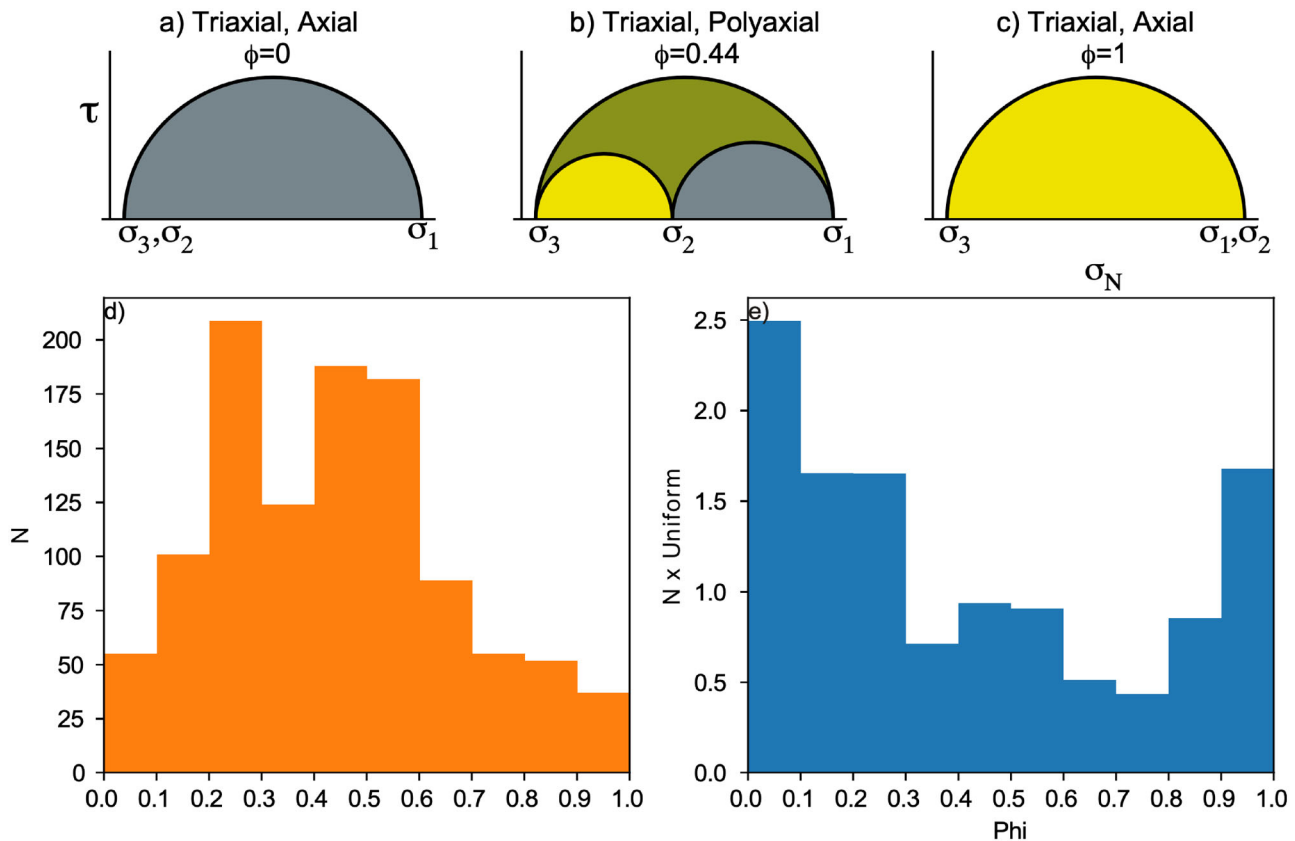 a) Triaxial, Axial
ϕ=0
b) Triaxial, Polyaxial
ϕ=0.44
c) Triaxial, Axial
ϕ=1
τ
σ3,σ2
σ1
σ3
σ2
σ1
σ3
σ1,σ2
σN
d)
N
200
175
150
125
100
75
50
25
0
0.0 0.1 0.2 0.3 0.4 0.5 0.6 0.7 0.8 0.9 1.0
e)
N x Uniform
2.5
2.0
1.5
1.0
0.5
0.0
0.0 0.1 0.2 0.3 0.4 0.5 0.6 0.7 0.8 0.9 1.0
Phi